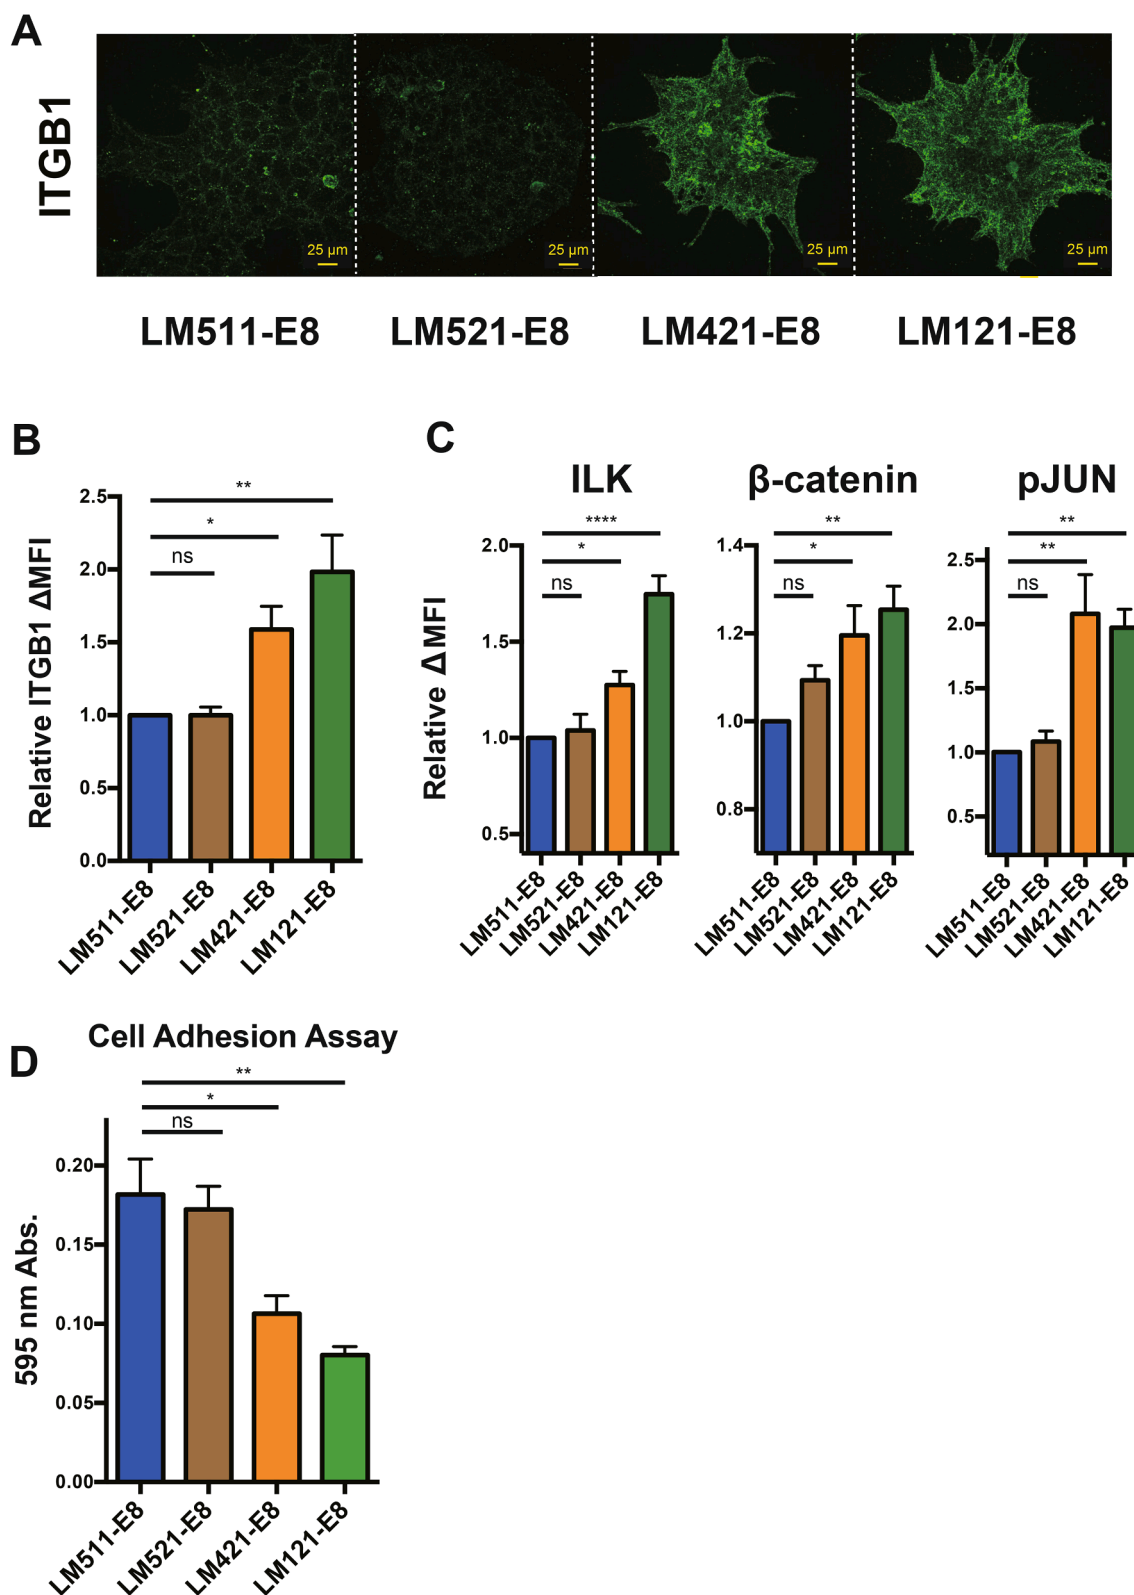 A
ITGB1
25 µm
25 µm
25 µm
25 µm
LM511-E8
LM521-E8
LM421-E8
LM121-E8
B
Relative ITGB1 ΔMFI
**
*
ns
2.5
2.0
1.5
1.0
0.5
0.0
LM511-E8
LM521-E8
LM421-E8
LM121-E8
C
Relative ΔMFI
ILK
****
*
ns
2.0
1.5
1.0
0.5
LM511-E8
LM521-E8
LM421-E8
LM121-E8
β-catenin
**
*
ns
1.4
1.2
1.0
0.8
LM511-E8
LM521-E8
LM421-E8
LM121-E8
pJUN
**
**
ns
2.5
2.0
1.5
1.0
0.5
LM511-E8
LM521-E8
LM421-E8
LM121-E8
D
Cell Adhesion Assay
**
*
ns
595 nm Abs.
0.20
0.15
0.10
0.05
0.00
LM511-E8
LM521-E8
LM421-E8
LM121-E8